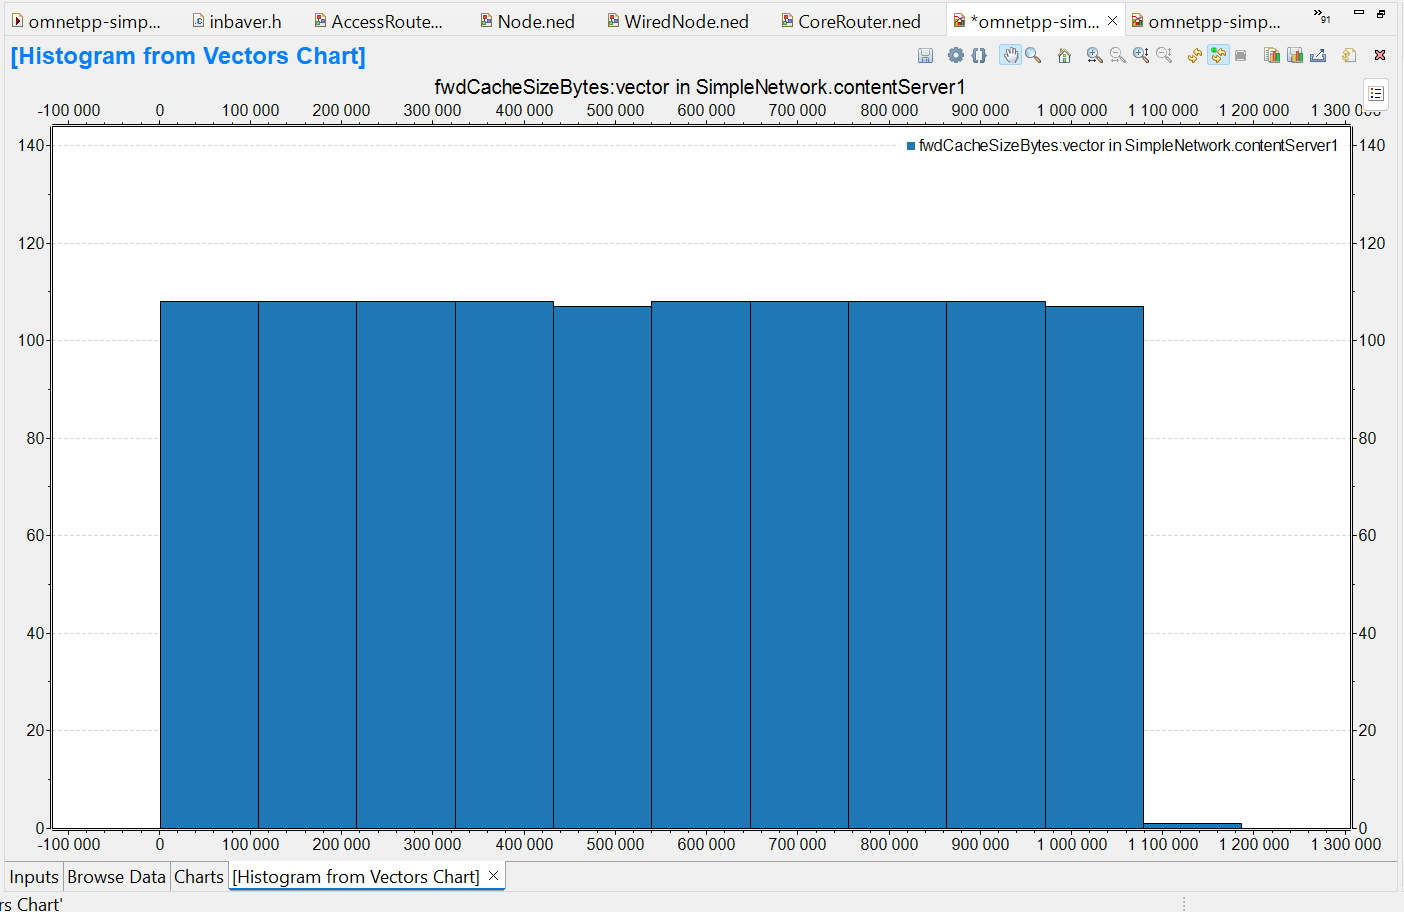 omnetpp-simp... inbaver.h AccessRoute... Node.ned WiredNode.ned CoreRouter.ned *omnetpp-sim... omnetpp-simp... »91
[Histogram from Vectors Chart]
fwdCacheSizeBytes:vector in SimpleNetwork.contentServer1
-100 000 0 100 000 200 000 300 000 400 000 500 000 600 000 700 000 800 000 900 000 1 000 000 1 100 000 1 200 000 1 300 000
140 fwdCacheSizeBytes:vector in SimpleNetwork.contentServer1 140
120 120
100 100
80 80
60 60
40 40
20 20
0 0
-100 000 0 100 000 200 000 300 000 400 000 500 000 600 000 700 000 800 000 900 000 1 000 000 1 100 000 1 200 000 1 300 000
Inputs Browse Data Charts [Histogram from Vectors Chart]
rs Chart'